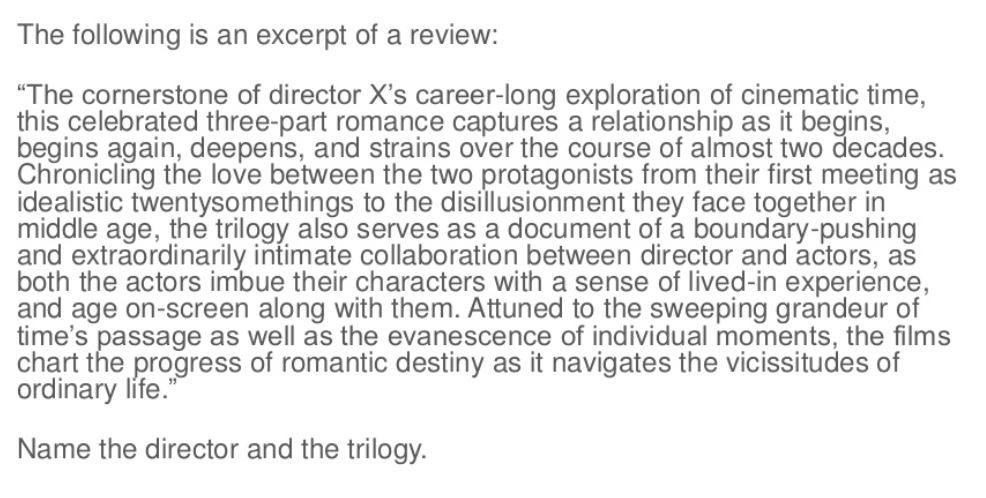 The following is an excerpt of a review:
“The cornerstone of director X’s career-long exploration of cinematic time,
this celebrated three-part romance captures a relationship as it begins,
begins again, deepens, and strains over the course of almost two decades.
Chronicling the love between the two protagonists from their first meeting as
idealistic twentysomethings to the disillusionment they face together in
middle age, the trilogy also serves as a document of a boundary-pushing
and extraordinarily intimate collaboration between director and actors, as
both the actors imbue their characters with a sense of lived-in experience,
and age on-screen along with them. Attuned to the sweeping grandeur of
time’s passage as well as the evanescence of individual moments, the films
chart the progress of romantic destiny as it navigates the vicissitudes of
ordinary life.”
Name the director and the trilogy.